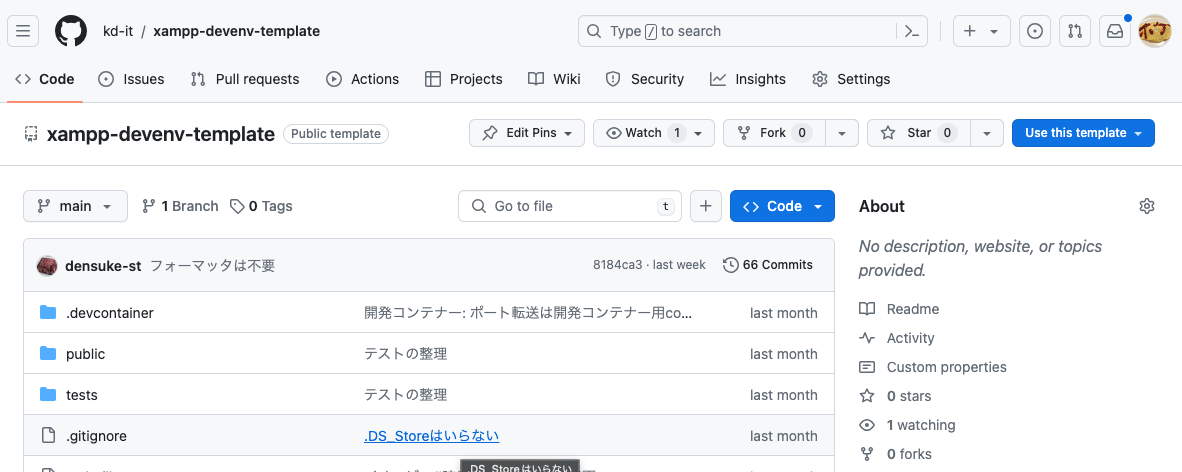 kd-it / xampp-devenv-template
Type / to search
Code
Issues
Pull requests
Actions
Projects
Wiki
Security
Insights
Settings
xampp-devenv-template
Public template
Edit Pins
Watch 1
Fork 0
Star 0
Use this template
main
1 Branch
0 Tags
Go to file
t
Code
densuke-st フォーマッタは不要
8184ca3 · last week
66 Commits
.devcontainer
開発コンテナー: ポート転送は開発コンテナー用co...
last month
public
テストの整理
last month
tests
テストの整理
last month
.gitignore
.DS_Storeはいらない
last month
.DS_Storeはいらない
About
No description, website, or topics
provided.
Readme
Activity
Custom properties
0 stars
1 watching
0 forks